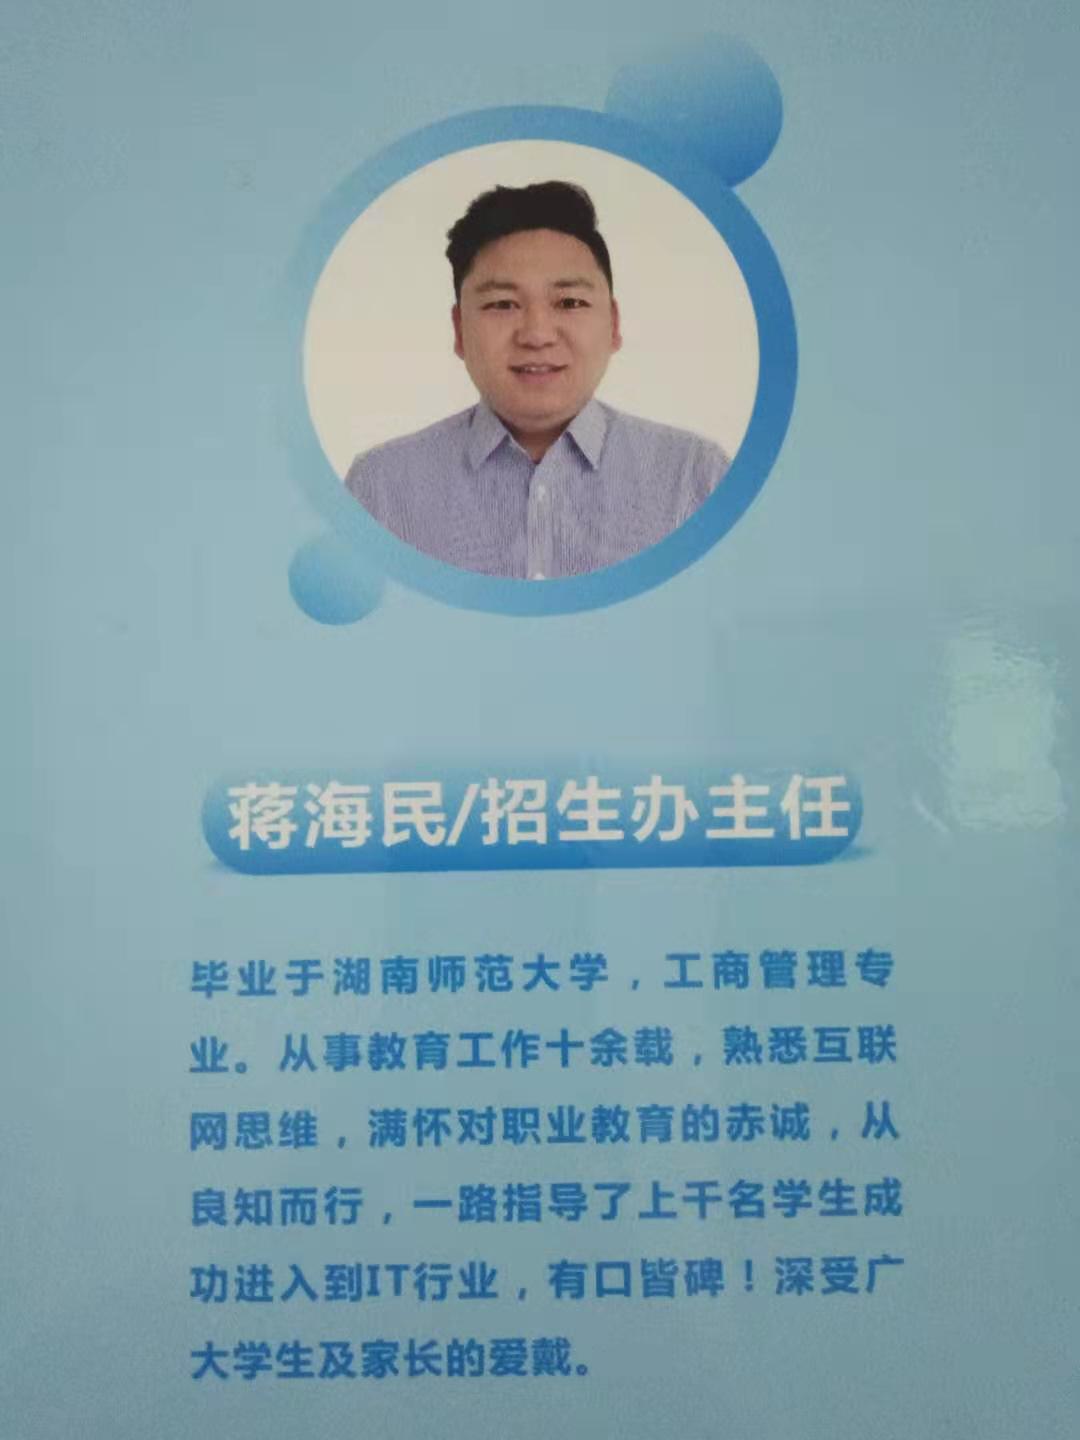 蒋海民/招生办主任
毕业于湖南师范大学，工商管理专
业。从事教育工作十余载，熟悉互联
网思维，满怀对职业教育的赤诚，从
良知而行，一路指导了上千名学生成
功进入到IT行业，有口皆碑！深受广
大学生及家长的爱戴。